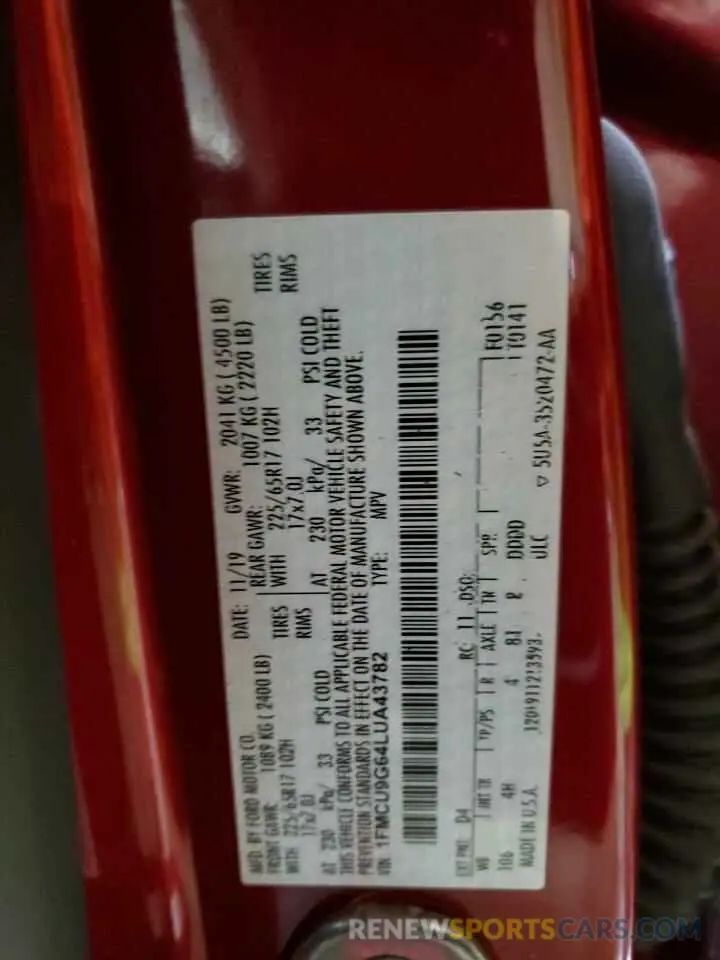 MFD. BY FORD MOTOR CO. DATE: 11/19 GVWR: 2041 KG ( 4500 LB)
FRONT GAWR: 1089 KG ( 2400 LB) REAR GAWR: 1007 KG ( 2220 LB)
WITH 225/65R17 102H TIRES WITH 225/65R17 102H TIRES
17x7.0J RIMS 17x7.0J RIMS
AT 230 kPa/ 33 PSI COLD AT 230 kPa/ 33 PSI COLD
THIS VEHICLE CONFORMS TO ALL APPLICABLE FEDERAL MOTOR VEHICLE SAFETY AND THEFT
PREVENTION STANDARDS IN EFFECT ON THE DATE OF MANUFACTURE SHOWN ABOVE.
VIN: 1FMCU9G64LUA43782 TYPE: MPV
EXT PNT: D4 RC: 11 DSO: F0156
WB INT TR TP/PS R AXLE TR SPR T0141
106 4H 4 DDDD
MADE IN U.S.A. ULC ▽ 5U5A-3520472-AA
RENEWSPORTSCARS.COM